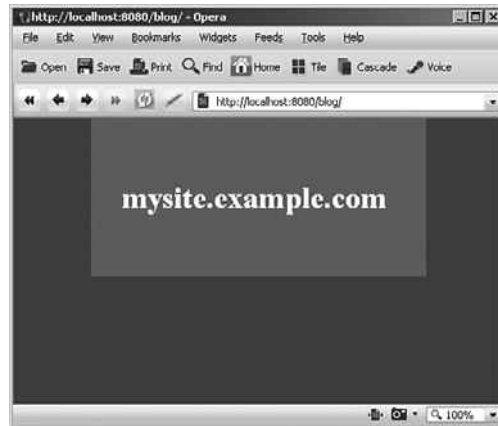 http://localhost:8080/blog/ - Opera
File Edit View Bookmarks Widgets Feeds Tools Help
Open Save Print Find Home Tile Cascade Voice
http://localhost:8080/blog/
mysite.example.com
100%